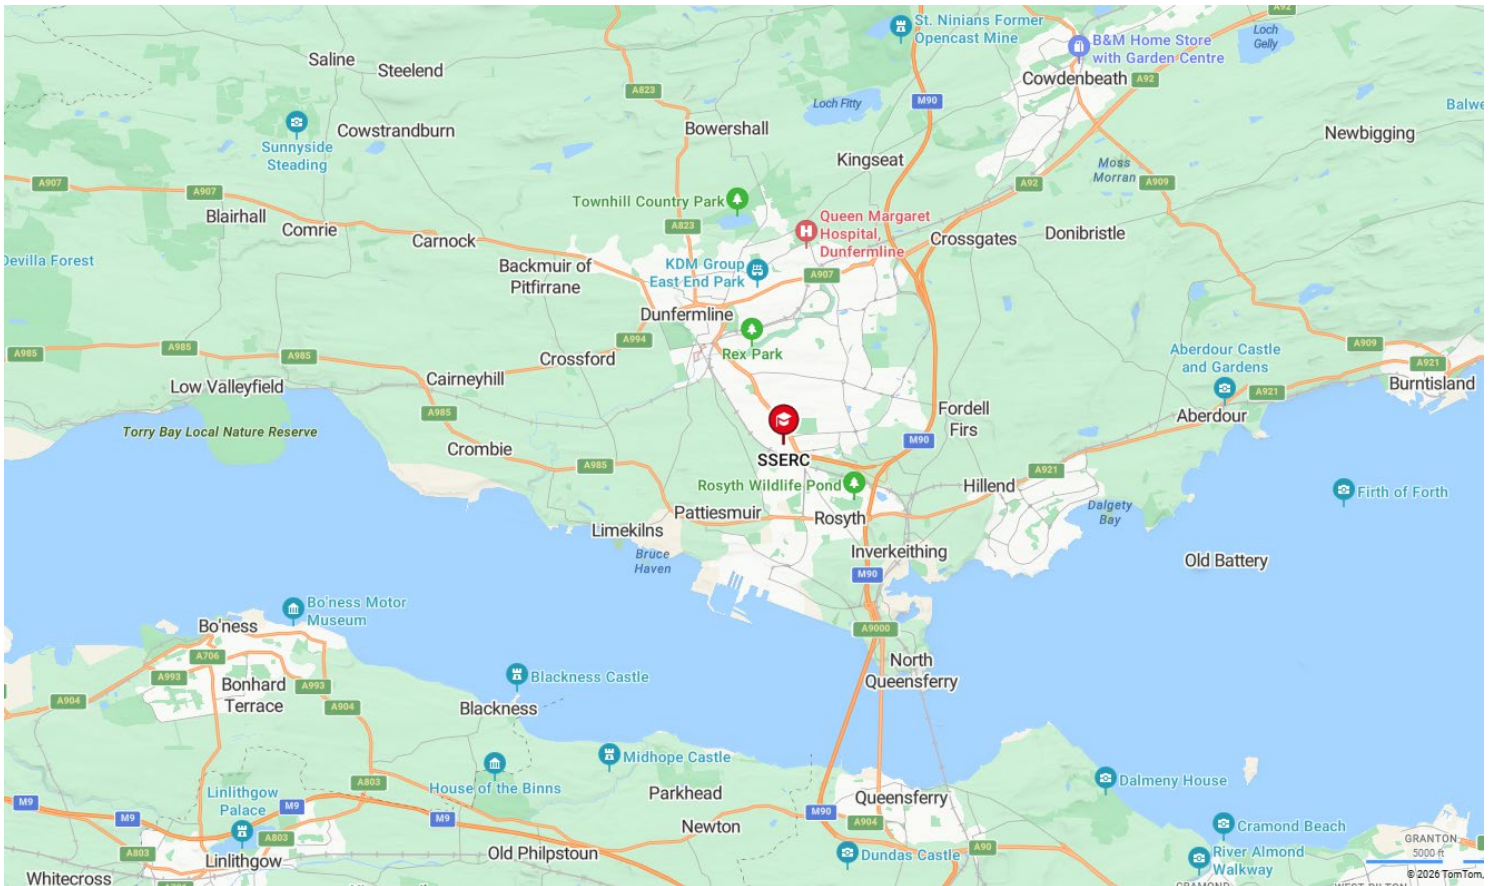 A92
St. Ninians Former
Opencast Mine
Loch
Gelly
B&M Home Store
with Garden Centre
Saline
Steelend
Cowdenbeath
A92
A823
M90
Loch Fitty
Sunnyside
Steading
Cowstrandburn
Bowershall
Newbigging
Kingseat
Moss
Morran
A907
A907
A92
A909
Townhill Country Park
Blairhall
Comrie
A823
Queen Margaret
Hospital,
Dunfermline
Carnock
Crossgates
Donibristle
Devilla Forest
Backmuir of
Pitfirrane
KDM Group
East End Park
A907
Dunfermline
A994
A985
A985
A985
Rex Park
Crossford
A909
Aberdour Castle
and Gardens
A921
Low Valleyfield
Cairneyhill
A921
Burntisland
A985
Fordell
Firs
Aberdour
Torry Bay Local Nature Reserve
M90
Crombie
SSERC
A985
A921
Rosyth Wildlife Pond
Hillend
Firth of Forth
Pattiesmuir
Rosyth
Dalgety
Bay
Limekilns
Bruce
Haven
Inverkeithing
Old Battery
M90
Bo'ness Motor
Museum
Bo'ness
A9000
A706
A993
A993
North
Queensferry
Blackness Castle
Bonhard
Terrace
A904
A904
Blackness
Midhope Castle
A803
House of the Binns
Dalmeny House
Linlithgow
Palace
Parkhead
Queensferry
M9
M9
M9
M90
A904
Newton
Cramond Beach
A803
A803
GRANTON
Linlithgow
Old Philpstoun
Dundas Castle
A90
River Almond
Walkway
5000 ft
Whitecross
© 2026 TomTom,